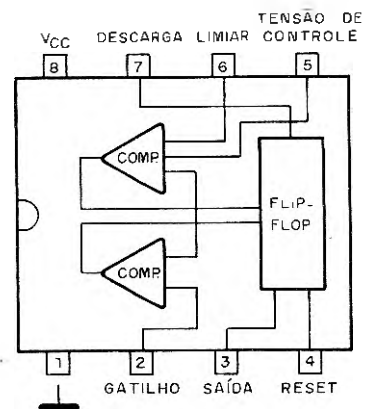 TENSÃO DE
VCC DESCARGA LIMIAR CONTROLE
8 7 6 5
COMP.
FLIP-
FLOP
COMP.
1 2 3 4
GATILHO SAÍDA RESET